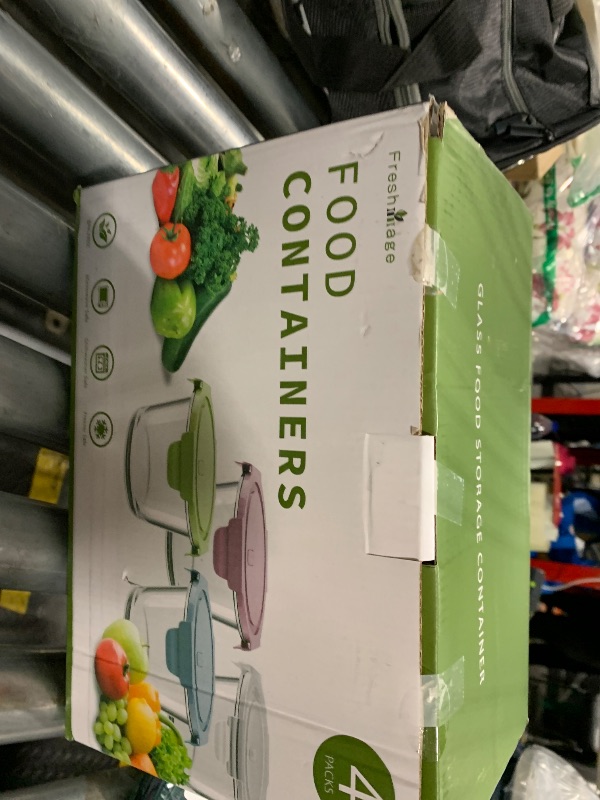 FreshMage
FOOD
CONTAINERS
4
PACKS
GLASS FOOD STORAGE CONTAINER